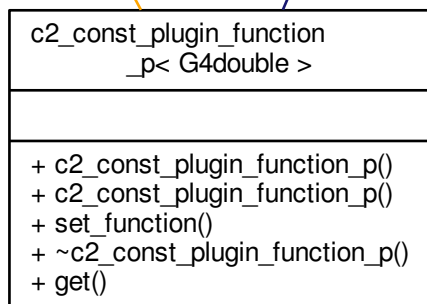 c2_const_plugin_function
_p< G4double >
+ c2_const_plugin_function_p()
+ c2_const_plugin_function_p()
+ set_function()
+ ~c2_const_plugin_function_p()
+ get()